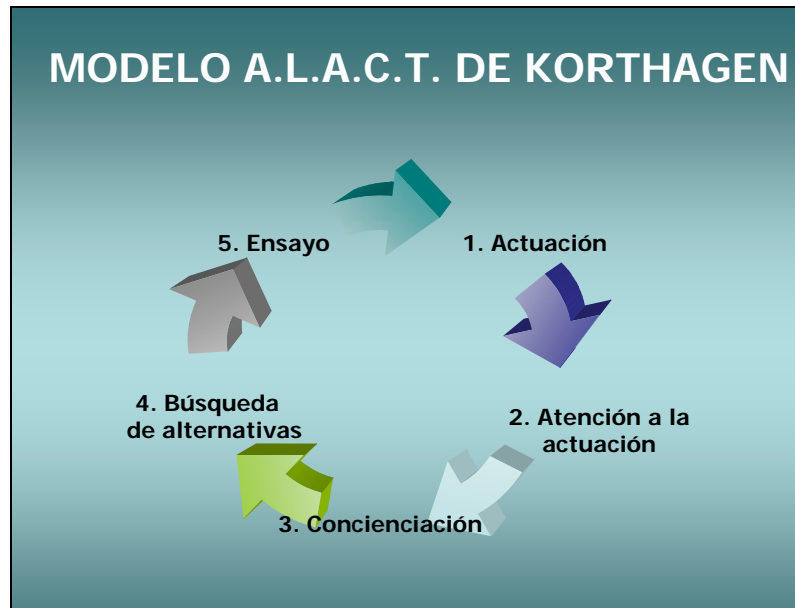 MODELO A.L.A.C.T. DE KORTHAGEN
5. Ensayo
1. Actuación
4. Búsqueda
de alternativas
2. Atención a la
actuación
3. Concienciación